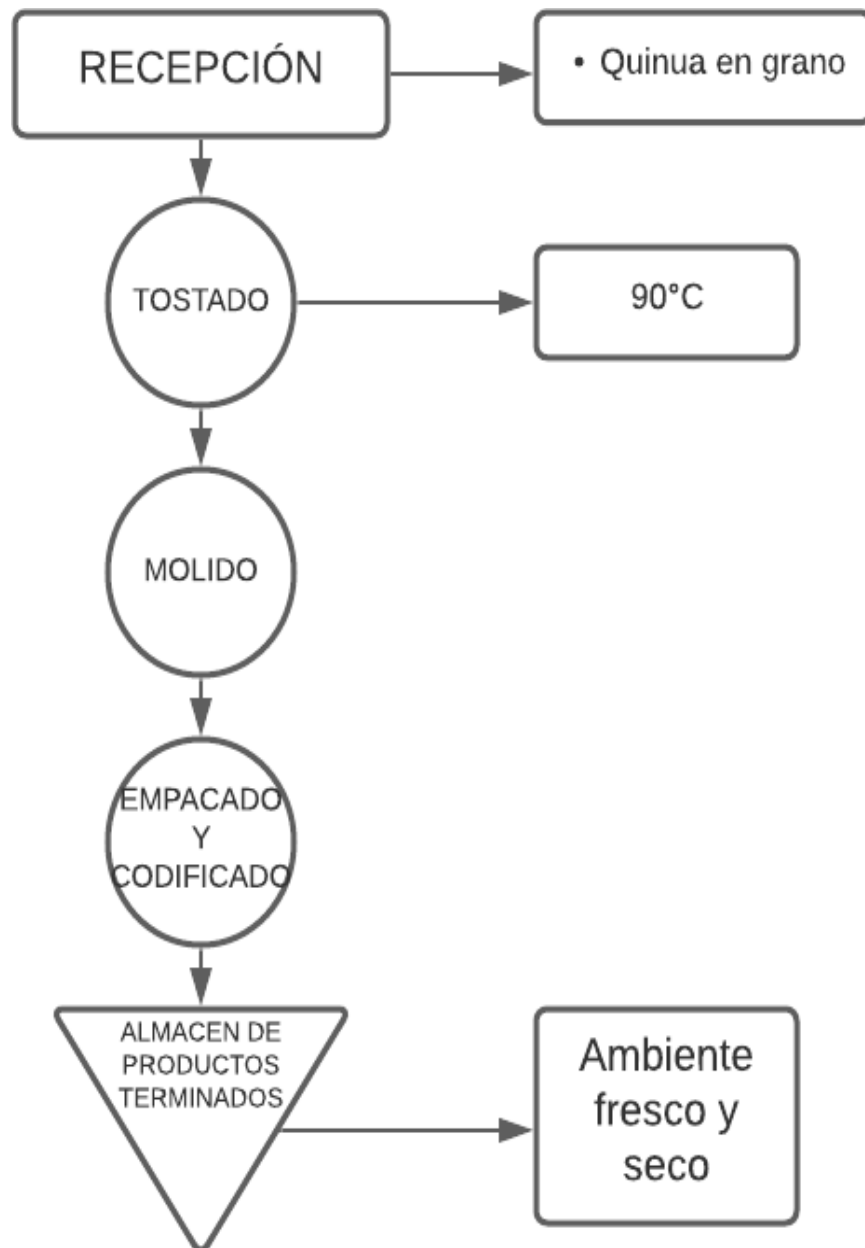 RECEPCIÓN
• Quinua en grano
TOSTADO
90°C
MOLIDO
EMPACADO
Y
CODIFICADO
ALMACEN DE
PRODUCTOS
TERMINADOS
Ambiente
fresco y
seco